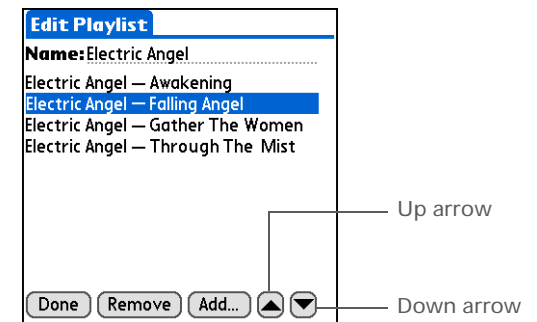 Edit Playlist
Name: Electric Angel
Electric Angel — Awakening
Electric Angel — Falling Angel
Electric Angel — Gather The Women
Electric Angel — Through The Mist
Up arrow
Done Remove Add... Down arrow